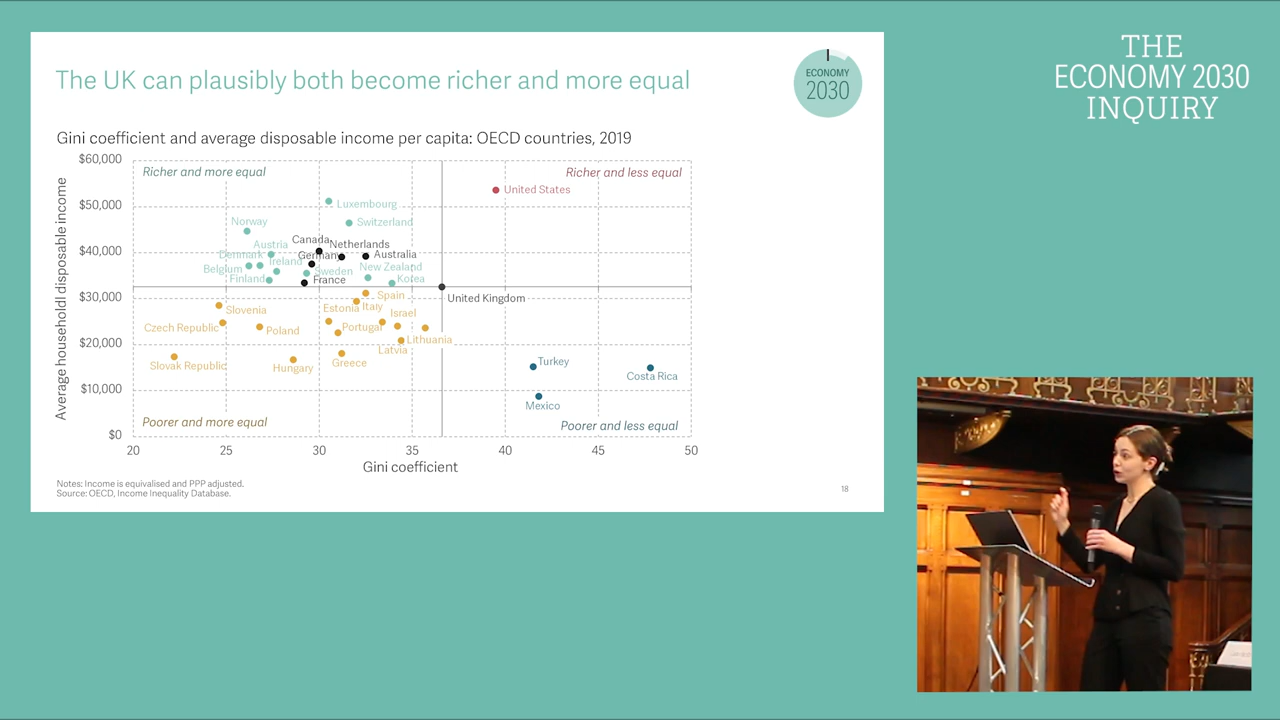 THE
ECONOMY 2030
INQUIRY
The UK can plausibly both become richer and more equal
ECONOMY
2030
Gini coefficient and average disposable income per capita: OECD countries, 2019
Average householdl disposable income
$60,000
$50,000
$40,000
$30,000
$20,000
$10,000
$0
Richer and more equal
Richer and less equal
United States
Luxembourg
Switzerland
Norway
Canada
Netherlands
Austria
Denmark
Germany
Australia
Ireland
Belgium
Sweden
New Zealand
Finland
France
Korea
Spain
United Kingdom
Slovenia
Estonia
Italy
Israel
Czech Republic
Poland
Portugal
Lithuania
Latvia
Slovak Republic
Hungary
Greece
Turkey
Costa Rica
Mexico
Poorer and more equal
Poorer and less equal
20
25
30
35
40
45
50
Gini coefficient
Notes: Income is equivalised and PPP adjusted.
Source: OECD, Income Inequality Database.
18